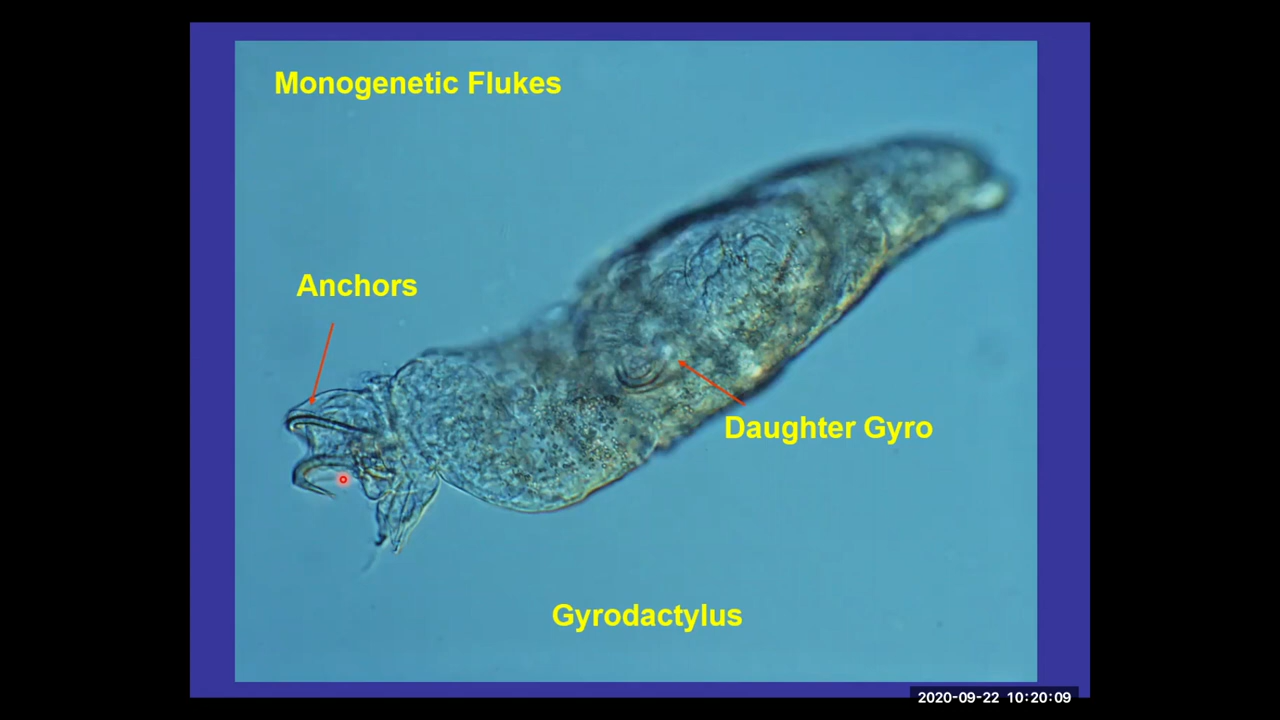 Monogenetic Flukes
Anchors
Daughter Gyro
Gyrodactylus
2020-09-22 10:20:09